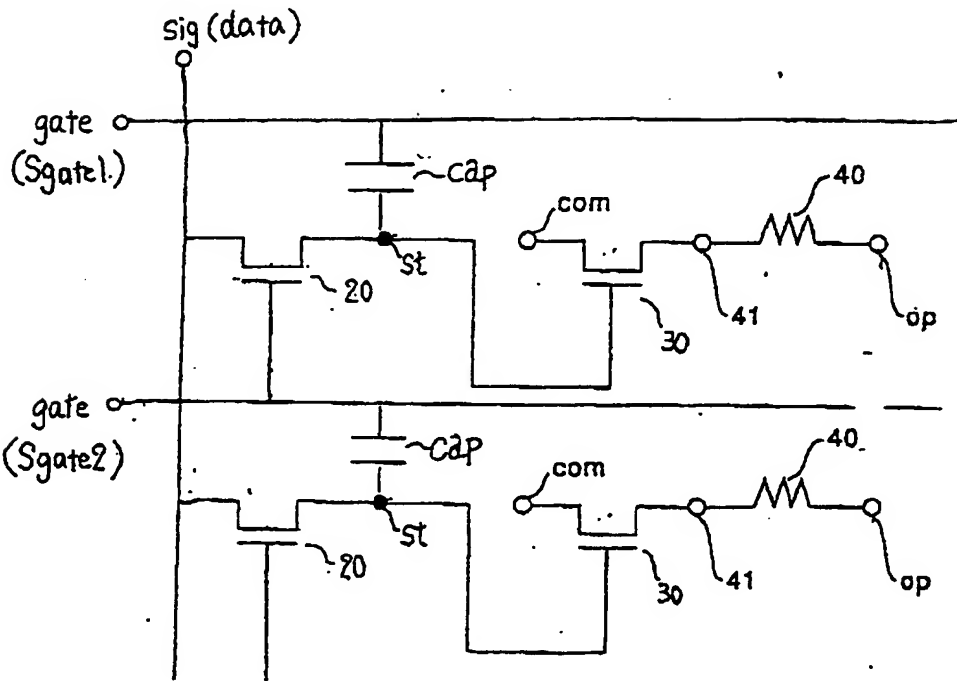 sig (data)
gate
(Sgate1.)
cap
com
40
st
20
30
41
op
gate
(Sgate2)
cap
com
40
st
20
30
41
op